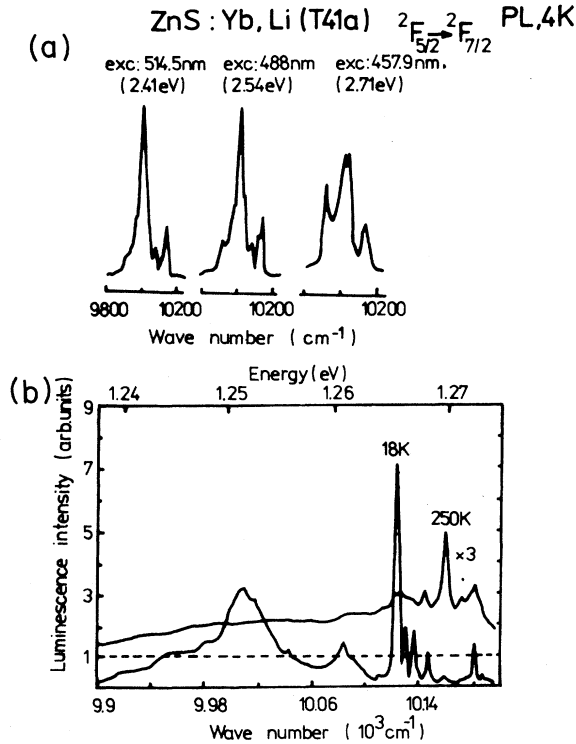 ZnS : Yb, Li (T41a) ²F5/2→²F7/2 PL,4K
(a)
exc: 514.5nm exc: 488nm exc: 457.9nm.
(2.41eV) (2.54eV) (2.71eV)
9800 10200 10200 10200
Wave number (cm⁻¹)
(b)
Energy(eV)
1.24 1.25 1.26 1.27
Luminescence intensity (arb.units)
9
7
5
3
1
18K
250K
×3
9.9 9.98 10.06 10.14
Wave number (10³cm⁻¹)